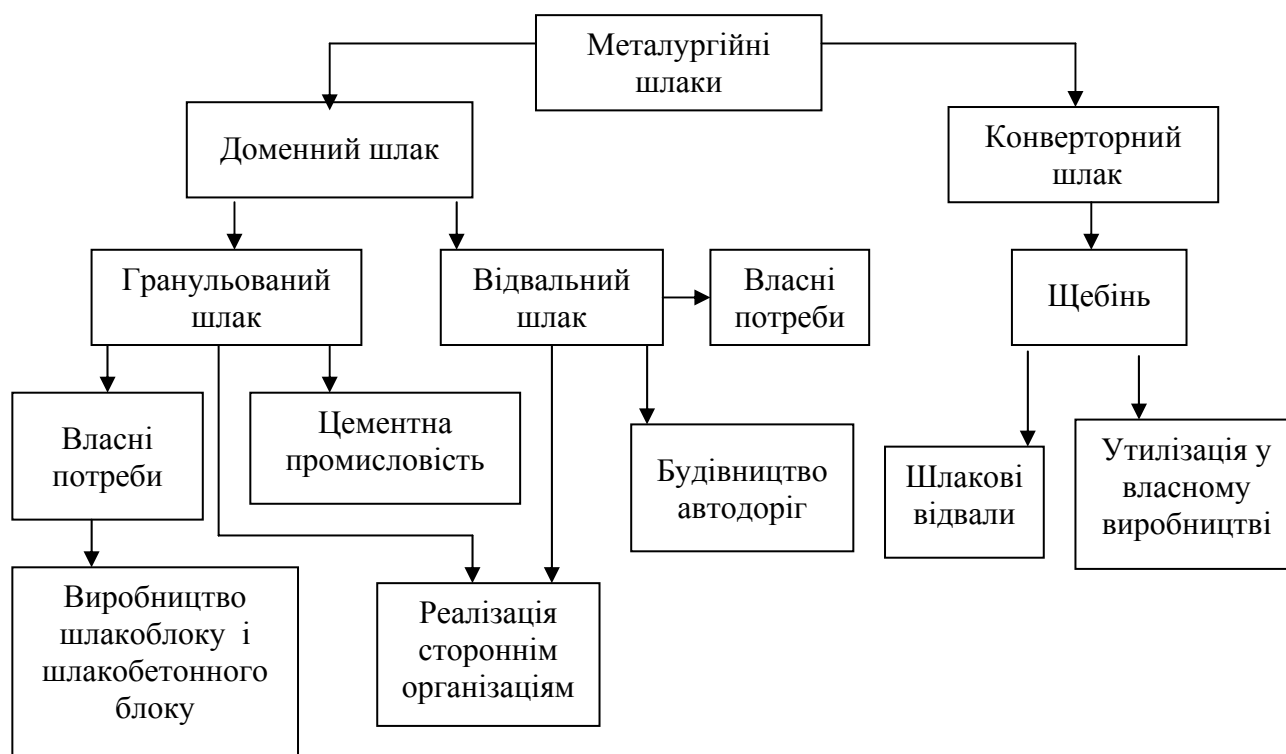 Металургійні
шлаки
Доменний шлак
Конверторний
шлак
Гранульований
шлак
Відвальний
шлак
Власні
потреби
Щебінь
Власні
потреби
Цементна
промисловість
Будівництво
автодоріг
Шлакові
відвали
Утилізація у
власному
виробництві
Виробництво
шлакоблоку і
шлакобетонного
блоку
Реалізація
стороннім
організаціям